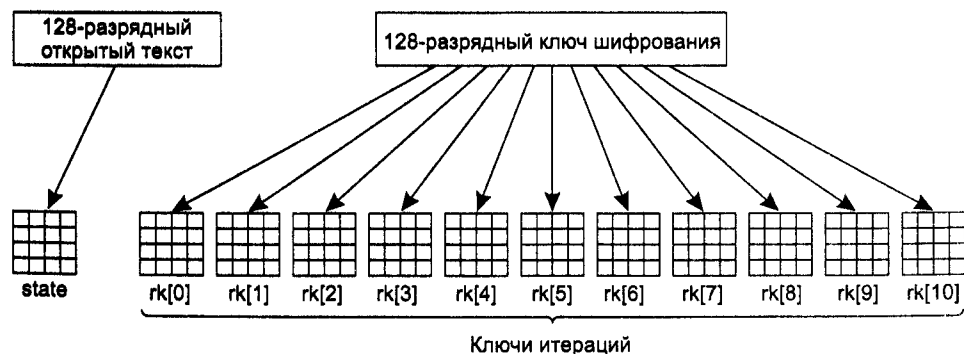 128-разрядный
открытый текст
128-разрядный ключ шифрования
state
rk[0] rk[1] rk[2] rk[3] rk[4] rk[5] rk[6] rk[7] rk[8] rk[9] rk[10]
Ключи итераций